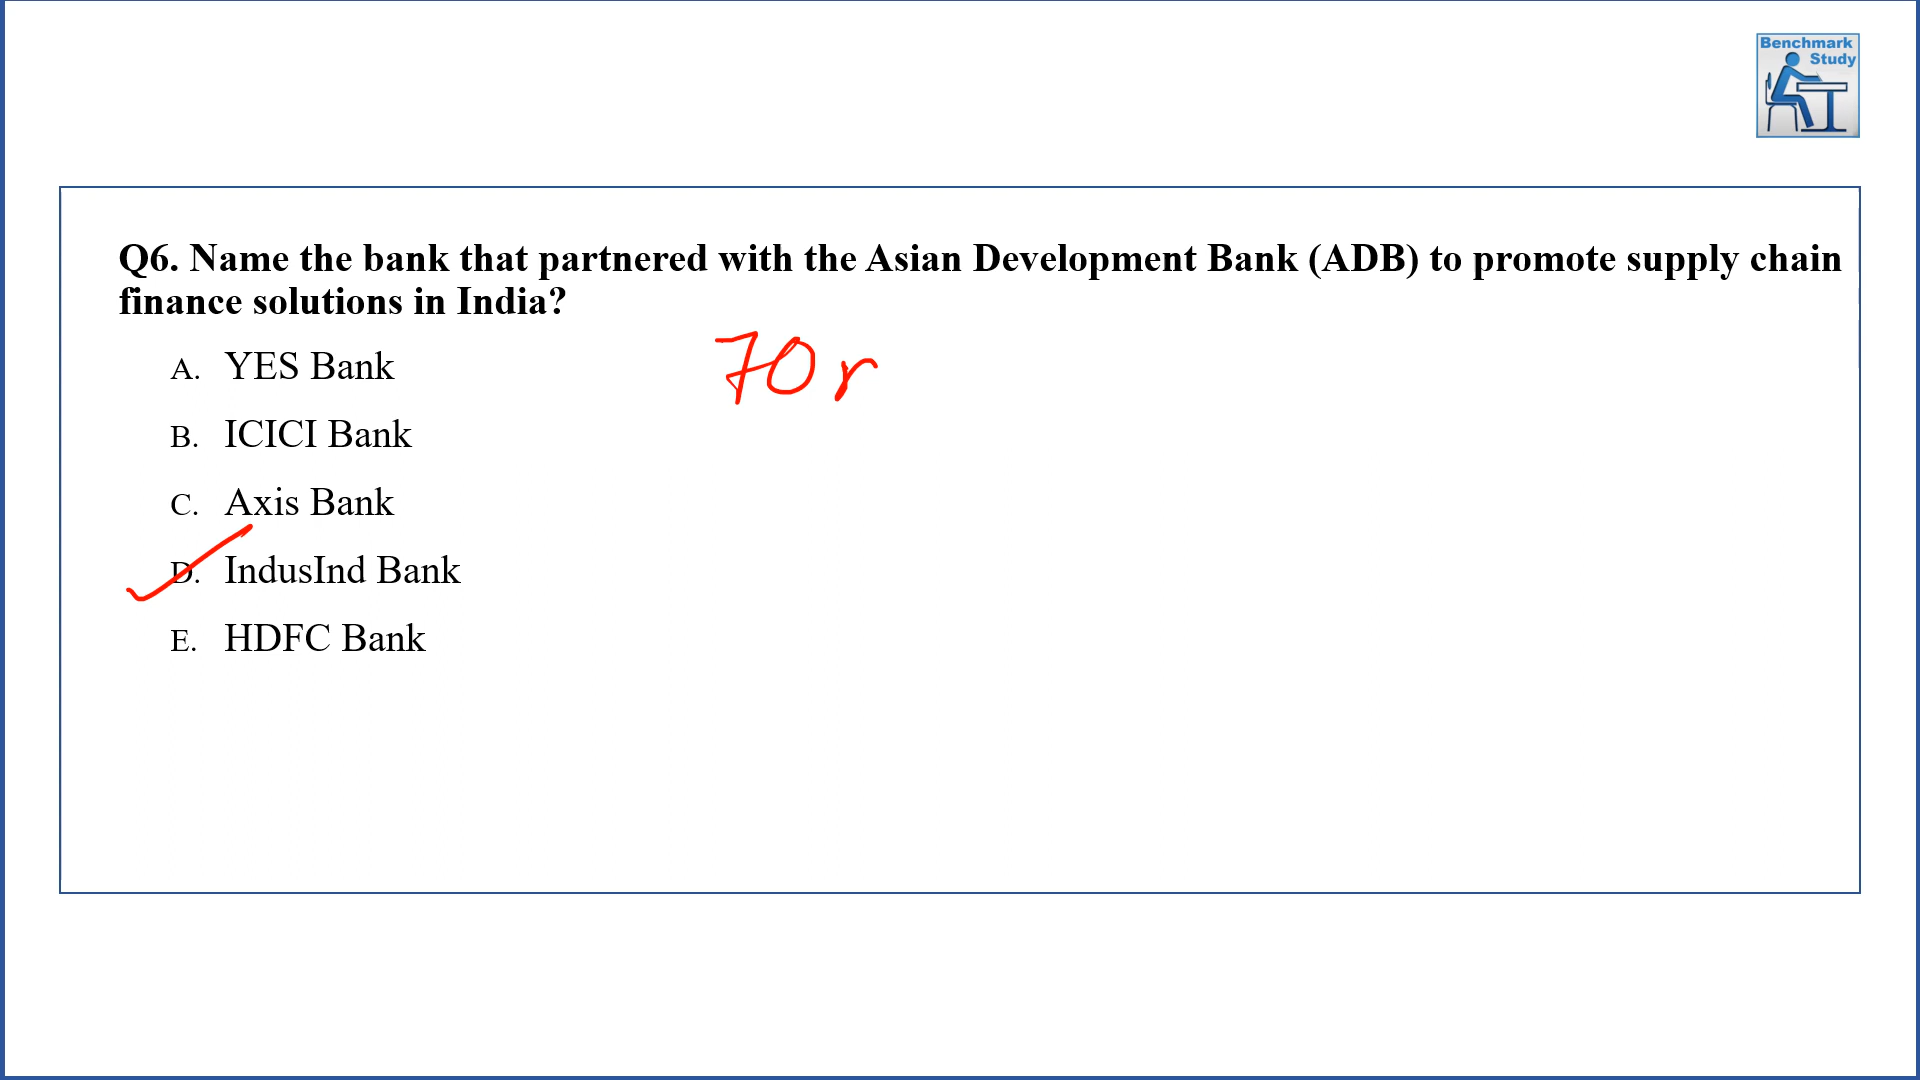 Benchmark
Study
Q6. Name the bank that partnered with the Asian Development Bank (ADB) to promote supply chain
finance solutions in India?
70 r
A. YES Bank
B. ICICI Bank
C. Axis Bank
D. IndusInd Bank
E. HDFC Bank